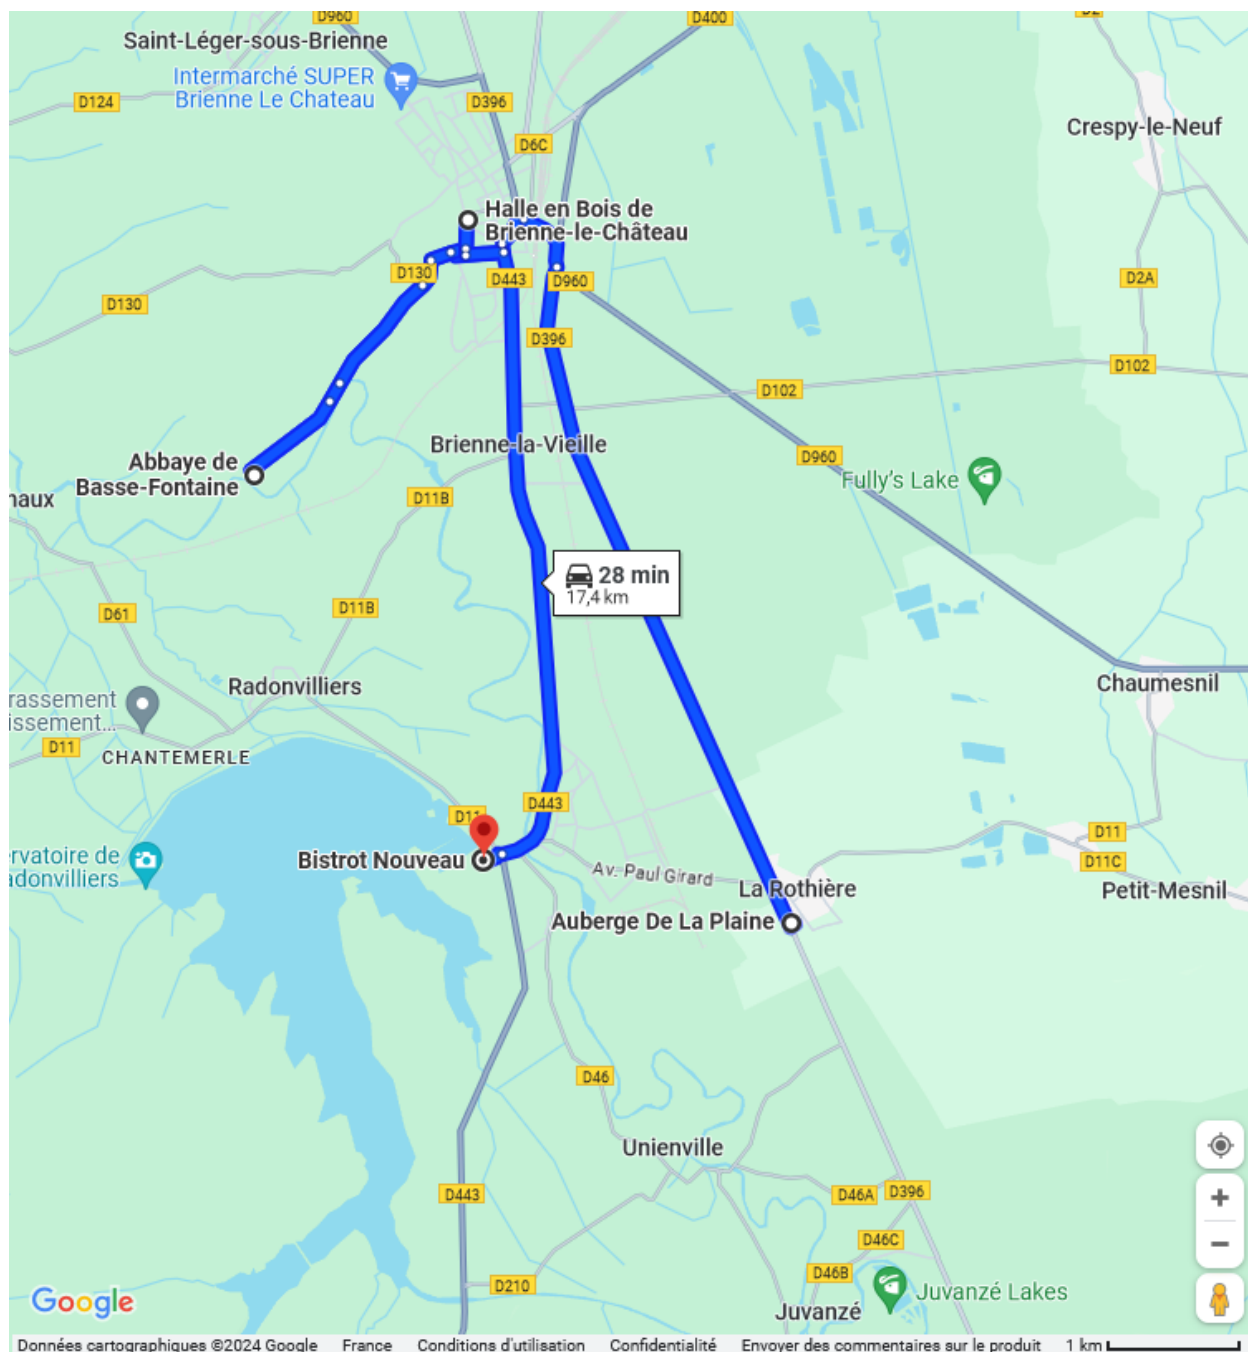 D960
D400
D2
Saint-Léger-sous-Brienne
Intermarché SUPER
Brienne Le Chateau
D124
D396
D6C
Crespy-le-Neuf
Halle en Bois de
Brienne-le-Château
D130
D443
D960
D2A
D130
D396
D102
D102
Brienne-la-Vieille
D960
Abbaye de
Basse-Fontaine
Fully's Lake
naux
D11B
28 min
17,4 km
D11B
D61
Radonvilliers
Chaumesnil
rassement
issement...
D11
CHANTEMERLE
D443
D11
D11
ervatoire de
adonvilliers
Bistrot Nouveau
Av. Paul Girard
D11C
La Rothière
Petit-Mesnil
Auberge De La Plaine
D46
Unienville
D443
D46A
D396
D46C
D46B
D210
Juvanzé Lakes
Juvanzé
Google
Données cartographiques ©2024 Google France Conditions d'utilisation Confidentialité Envoyer des commentaires sur le produit 1 km